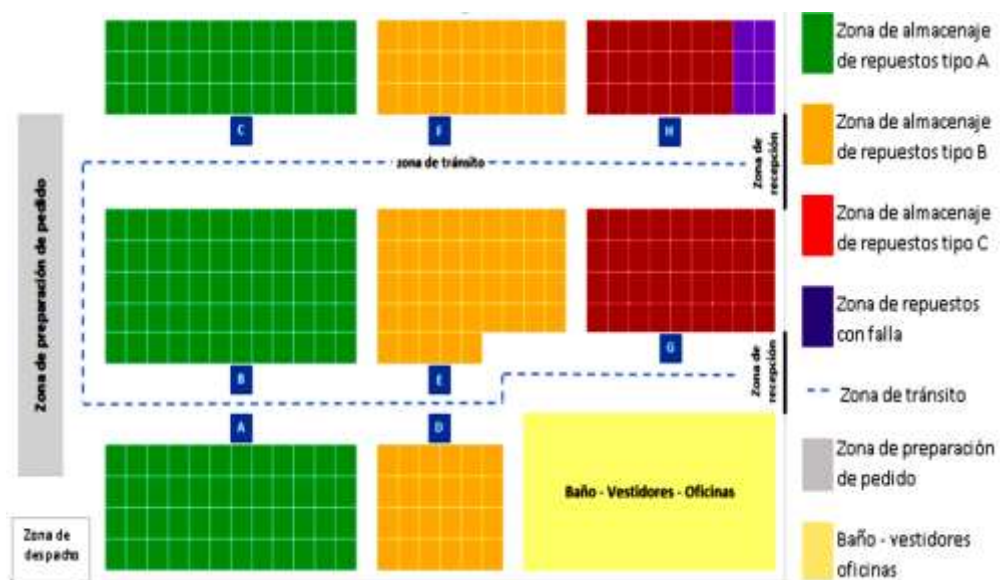 Zona de almacenaje
de repuestos tipo A
C
F
H
Zona de
recepción
Zona de almacenaje
de repuestos tipo B
zona de tránsito
Zona de preparación de pedido
Zona de almacenaje
de repuestos tipo C
Zona de repuestos
con falla
G
B
E
Zona de
recepción
Zona de tránsito
A
D
Zona de preparación
de pedido
Baño - Vestidores - Oficinas
Zona de
despacho
Baño - vestidores
oficinas